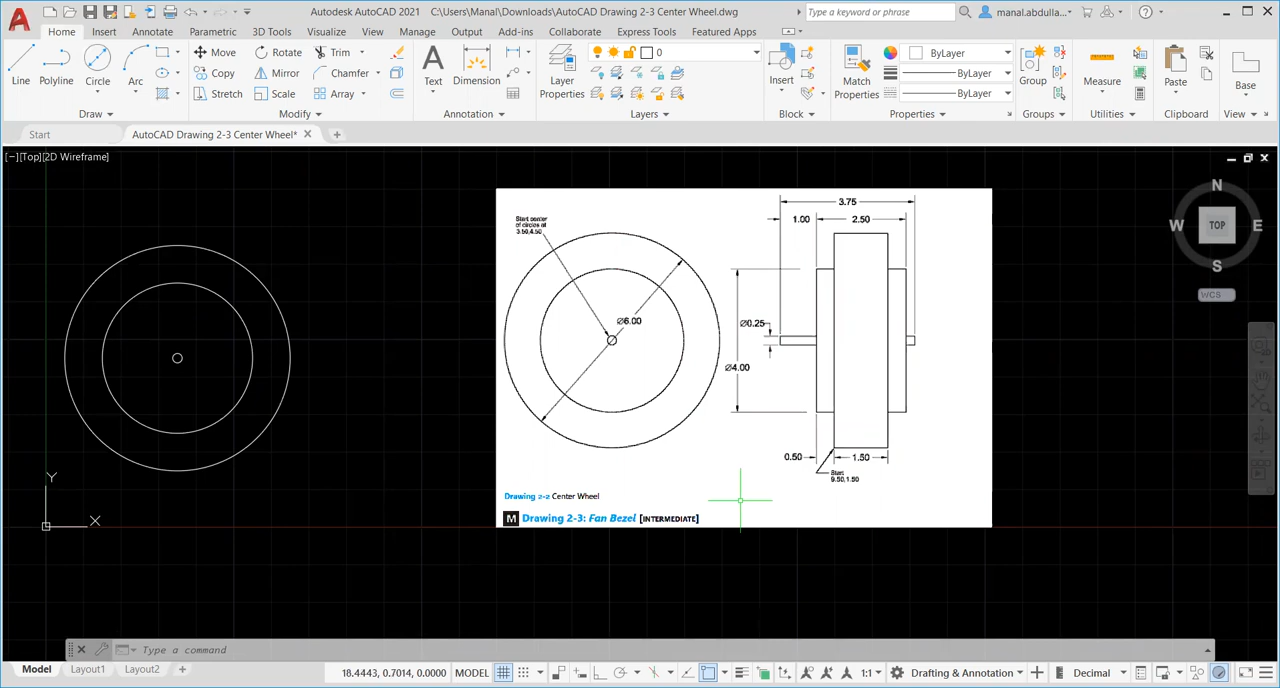 Autodesk AutoCAD 2021 C:\Users\Manal\Downloads\AutoCAD Drawing 2-3 Center Wheel.dwg
Type a keyword or phrase
manal.abdulla...
Home Insert Annotate Parametric 3D Tools Visualize View Manage Output Add-ins Collaborate Express Tools Featured Apps
Line
Polyline
Circle
Arc
Move
Copy
Stretch
Rotate
Mirror
Scale
Trim
Chamfer
Array
Text
Dimension
Layer
Properties
0
Insert
Match
Properties
ByLayer
ByLayer
ByLayer
Group
Measure
Paste
Base
Draw Modify Annotation Layers Block Properties Groups Utilities Clipboard View
Start
AutoCAD Drawing 2-3 Center Wheel*
[−][Top][2D Wireframe]
N
W TOP E
S
WCS
Start center
of circles at
3.50,4.50
3.75
1.00 2.50
Ø6.00
Ø0.25
Ø4.00
0.50 1.50
Start
9.50,1.50
Drawing 2-2 Center Wheel
M Drawing 2-3: Fan Bezel [INTERMEDIATE]
Y
X
Type a command
Model Layout1 Layout2
18.4443, 0.7014, 0.0000 MODEL
1:1
Drafting & Annotation
Decimal